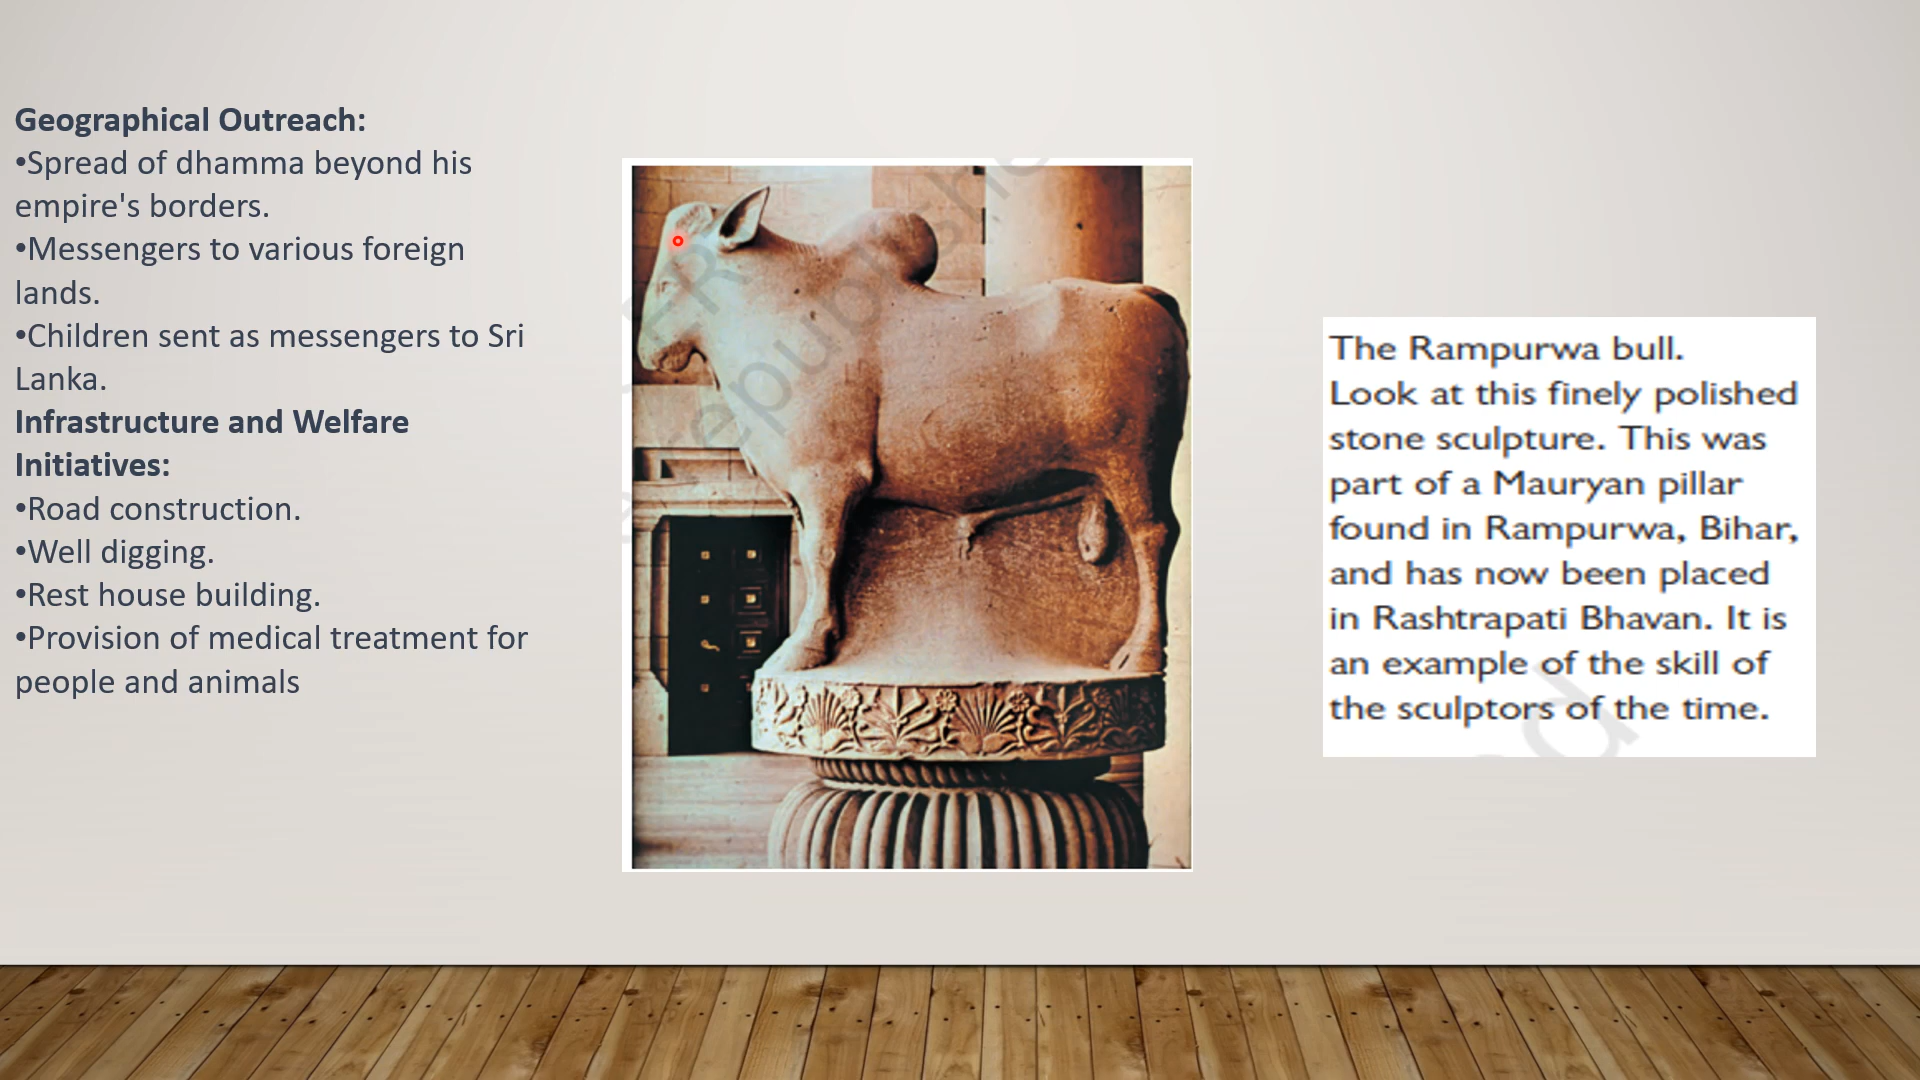 Geographical Outreach:
•Spread of dhamma beyond his
empire's borders.
•Messengers to various foreign
lands.
•Children sent as messengers to Sri
Lanka.
Infrastructure and Welfare
Initiatives:
•Road construction.
•Well digging.
•Rest house building.
•Provision of medical treatment for
people and animals
The Rampurwa bull.
Look at this finely polished
stone sculpture. This was
part of a Mauryan pillar
found in Rampurwa, Bihar,
and has now been placed
in Rashtrapati Bhavan. It is
an example of the skill of
the sculptors of the time.